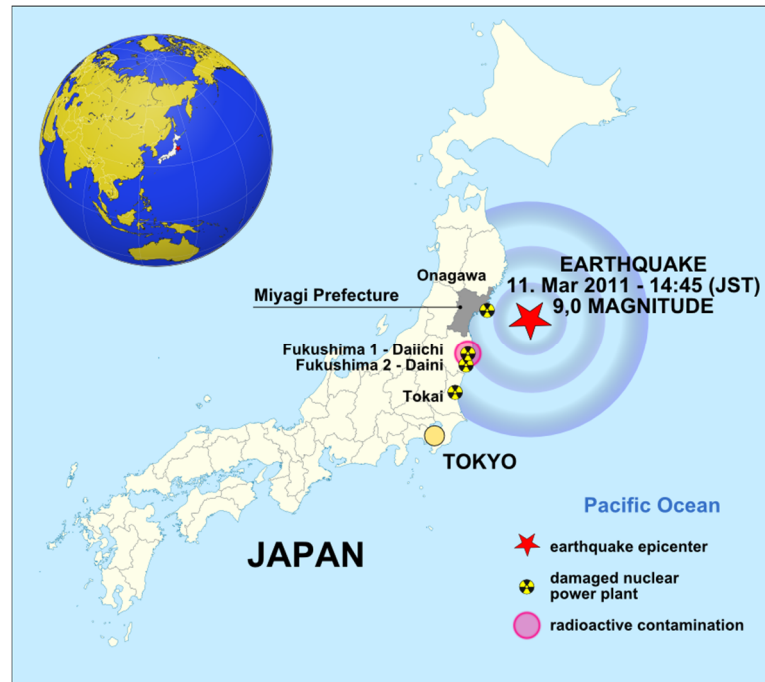 Onagawa
EARTHQUAKE
11. Mar 2011 - 14:45 (JST)
9,0 MAGNITUDE
Miyagi Prefecture
Fukushima 1 - Daiichi
Fukushima 2 - Daini
Tokai
TOKYO
JAPAN
Pacific Ocean
earthquake epicenter
damaged nuclear
power plant
radioactive contamination